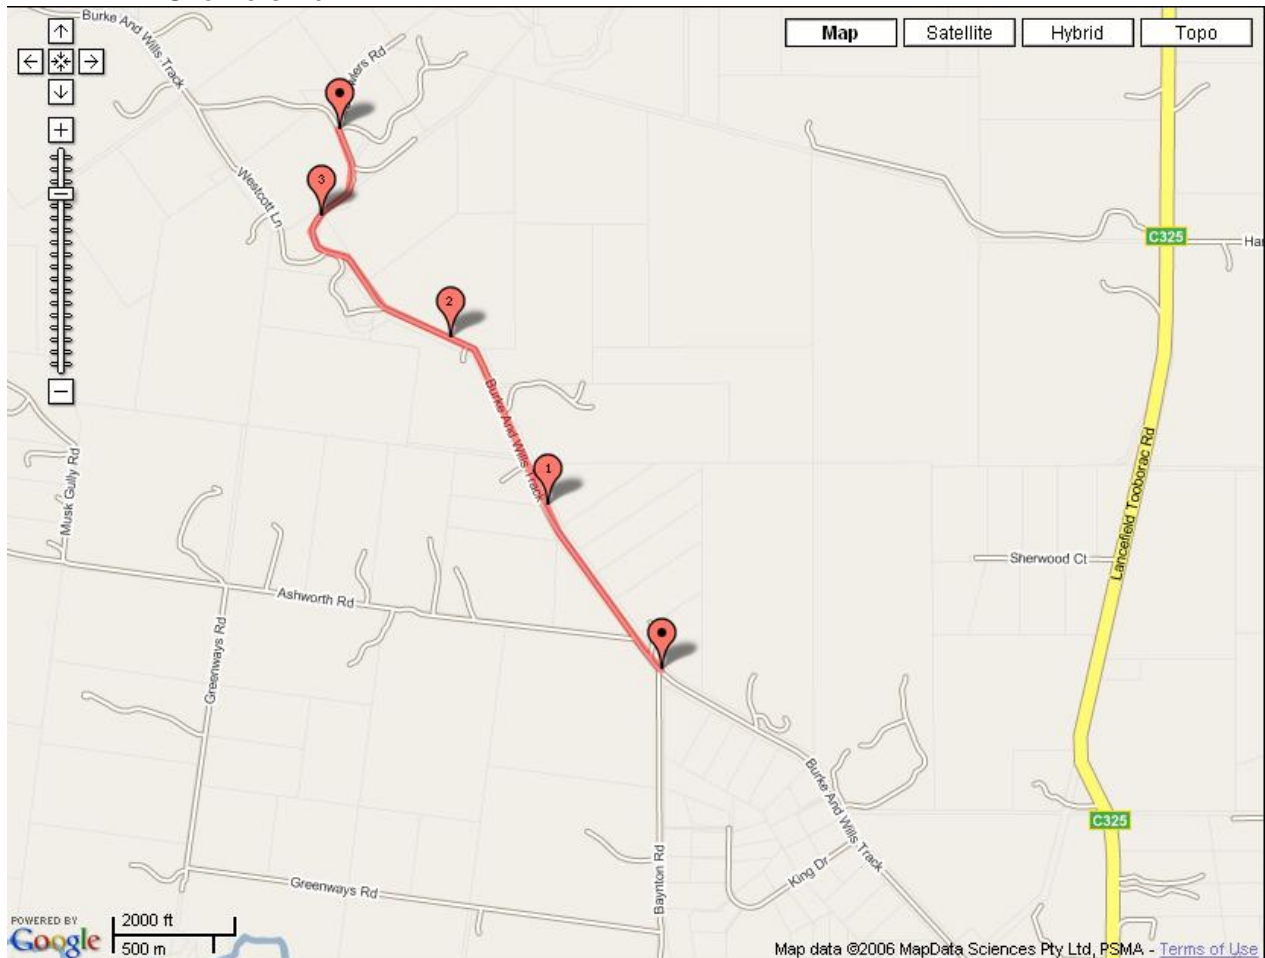 Burke And Wills Track
Map
Satellite
Hybrid
Topo
3
Westcott Ln
C325
2
Burke And Wills Track
1
Musk Gully Rd
Lancefield Tooborac Rd
Sherwood Ct
Ashworth Rd
Greenways Rd
Burke And Wills Track
C325
King Dr
Baynton Rd
Greenways Rd
POWERED BY
Google
2000 ft
500 m
Map data ©2006 MapData Sciences Pty Ltd, PSMA - Terms of Use